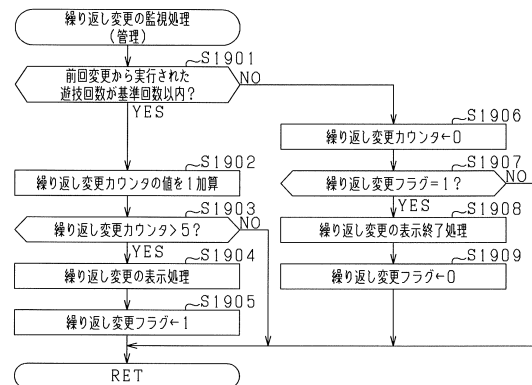 繰り返し変更の監視処理
(管理)
S1901
前回変更から実行された
遊技回数が基準回数以内?
NO
YES
S1902
繰り返し変更カウンタの値を1加算
S1903
繰り返し変更カウンタ>5?
NO
YES
S1904
繰り返し変更の表示処理
S1905
繰り返し変更フラグ←1
S1906
繰り返し変更カウンタ←0
S1907
繰り返し変更フラグ=1?
NO
YES
S1908
繰り返し変更の表示終了処理
S1909
繰り返し変更フラグ←0
RET